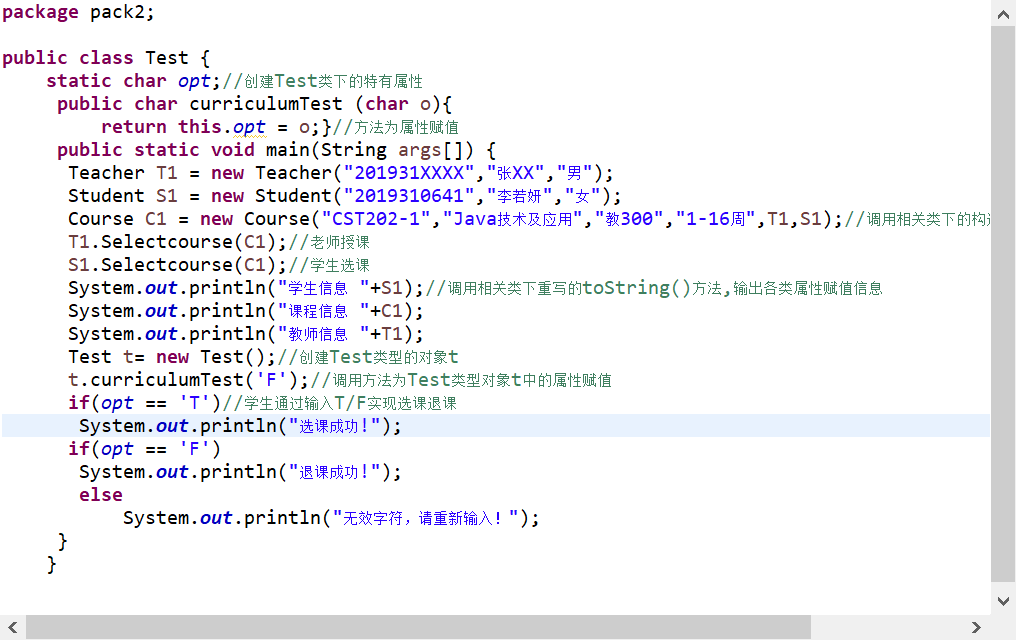 package pack2;
public class Test {
static char opt;//创建Test类下的特有属性
public char curriculumTest (char o){
return this.opt = o;}//方法为属性赋值
public static void main(String args[]) {
Teacher T1 = new Teacher("201931XXXX","张XX","男");
Student S1 = new Student("2019310641","李若妍","女");
Course C1 = new Course("CST202-1","Java技术及应用","教300","1-16周",T1,S1);//调用相关类下的构
T1.Selectcourse(C1);//老师授课
S1.Selectcourse(C1);//学生选课
System.out.println("学生信息 "+S1);//调用相关类下重写的toString()方法,输出各类属性赋值信息
System.out.println("课程信息 "+C1);
System.out.println("教师信息 "+T1);
Test t= new Test();//创建Test类型的对象t
t.curriculumTest('F');//调用方法为Test类型对象t中的属性赋值
if(opt == 'T')//学生通过输入T/F实现选课退课
System.out.println("选课成功!");
if(opt == 'F')
System.out.println("退课成功!");
else
System.out.println("无效字符，请重新输入！");
}
}